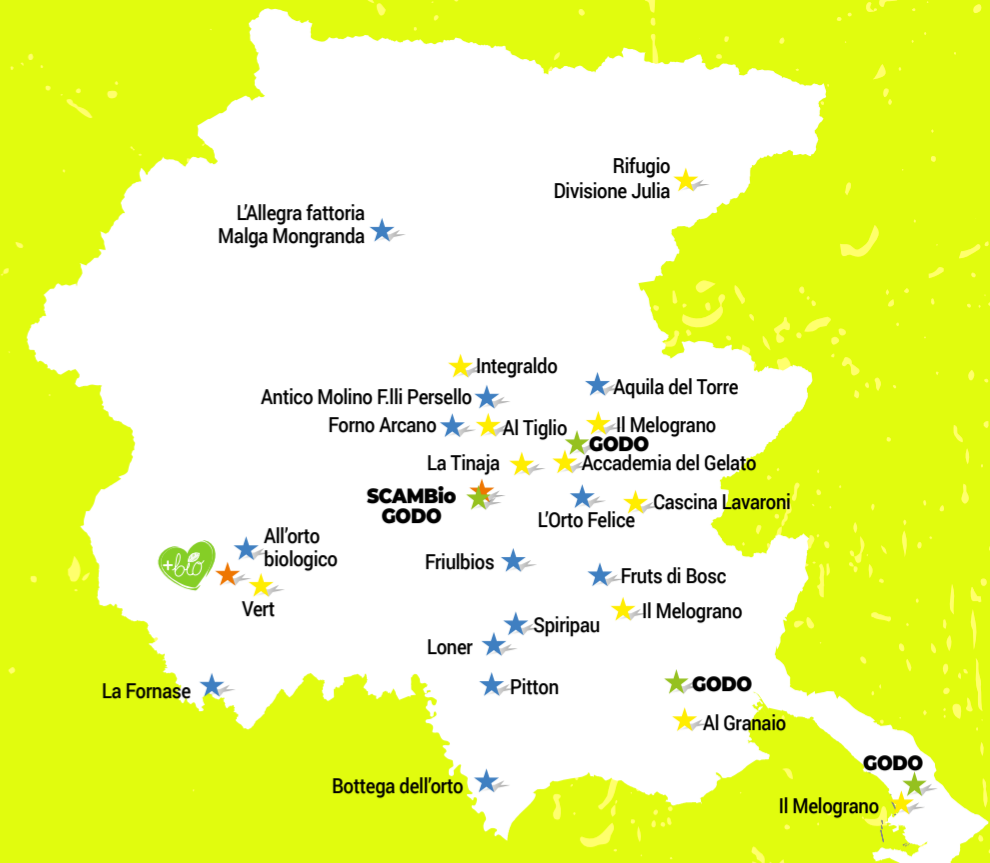 Rifugio
Divisione Julia
L'Allegra fattoria
Malga Mongranda
Integraldo
Aquila del Torre
Antico Molino F.lli Persello
Forno Arcano
Al Tiglio
Il Melograno
GODO
La Tinaja
Accademia del Gelato
SCAMBio
GODO
Cascina Lavaroni
L'Orto Felice
All'orto
biologico
+bio
Vert
Friulbios
Fruts di Bosc
Il Melograno
Spiripau
Loner
La Fornase
Pitton
GODO
Al Granaio
GODO
Bottega dell'orto
Il Melograno